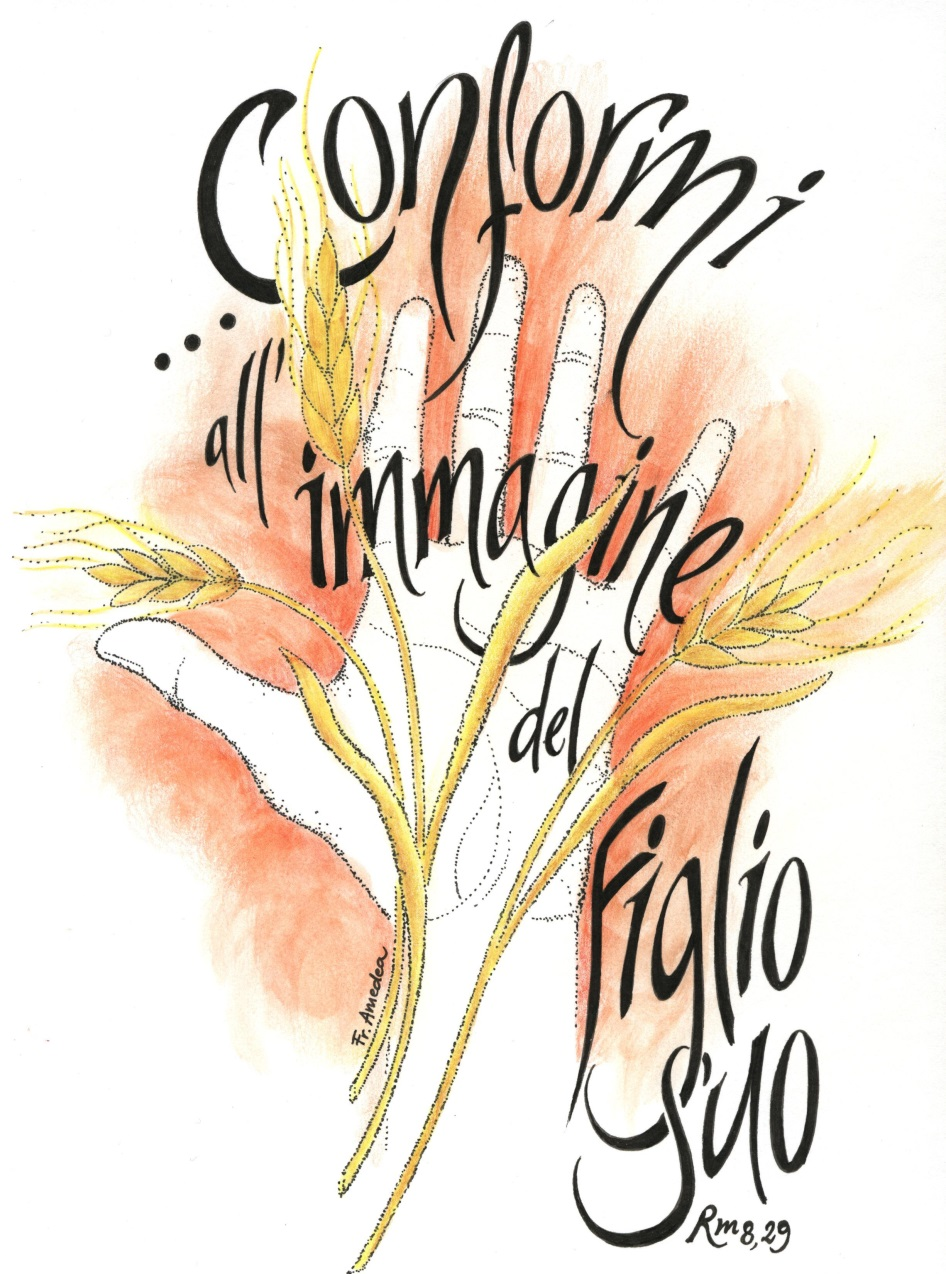 Conformi
...
all'
immagine
del
Figlio
suo
Rm 8,29
Fr. Amedea